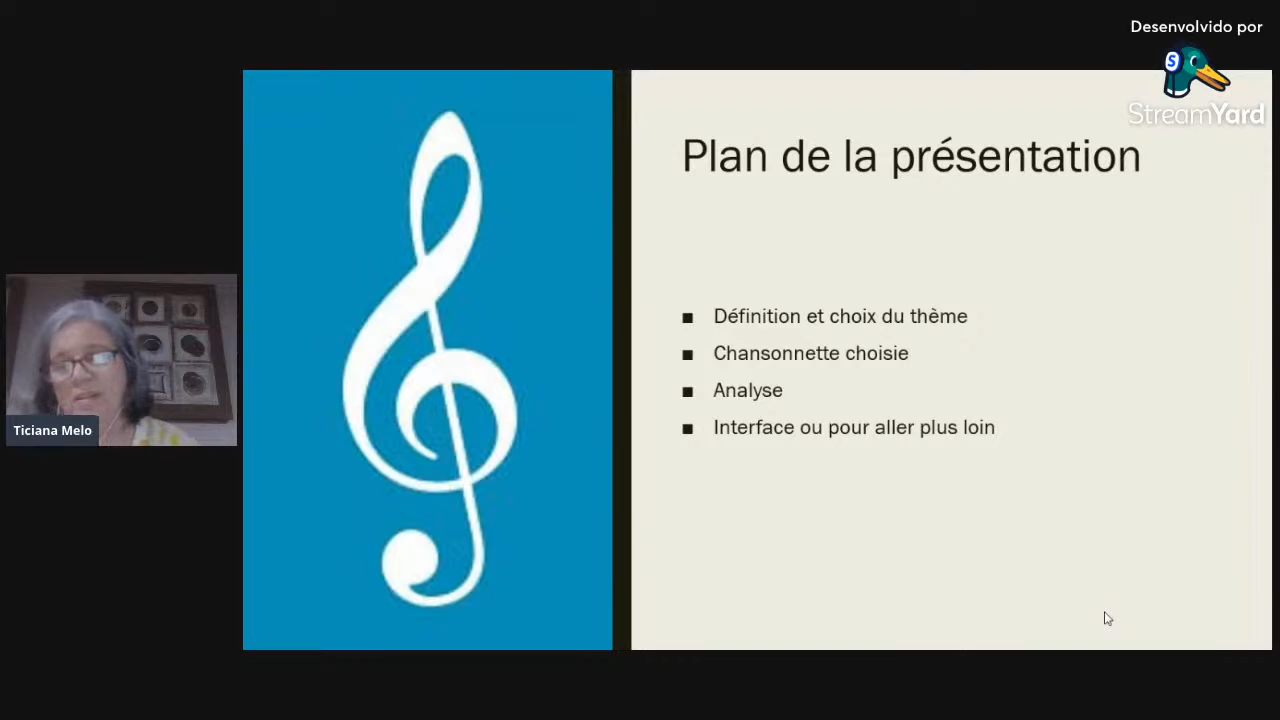 Desenvolvido por
S
StreamYard
Plan de la présentation
■ Définition et choix du thème
■ Chansonnette choisie
■ Analyse
■ Interface ou pour aller plus loin
Ticiana Melo